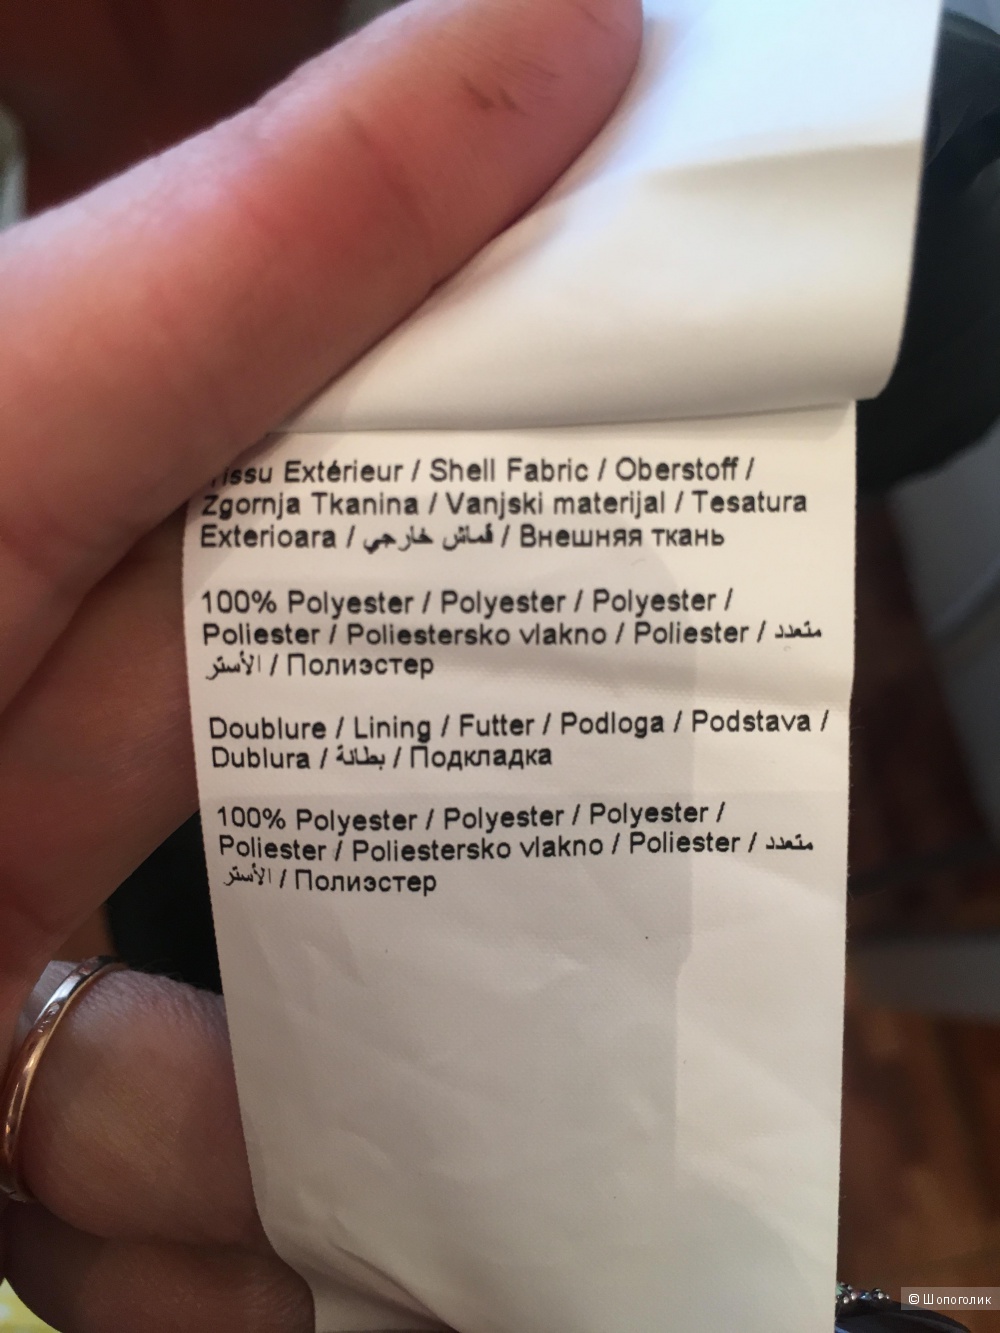 Tissu Extérieur / Shell Fabric / Oberstoff /
Zgornja Tkanina / Vanjski materijal / Tesatura
Exterioara / قماش خارجي / Внешняя ткань
100% Polyester / Polyester / Polyester /
Poliester / Poliestersko vlakno / Poliester / متعدد
الأستر / Полиэстер
Doublure / Lining / Futter / Podloga / Podstava /
Dublura / بطانة / Подкладка
100% Polyester / Polyester / Polyester /
Poliester / Poliestersko vlakno / Poliester / متعدد
الأستر / Полиэстер
© Шопоголик